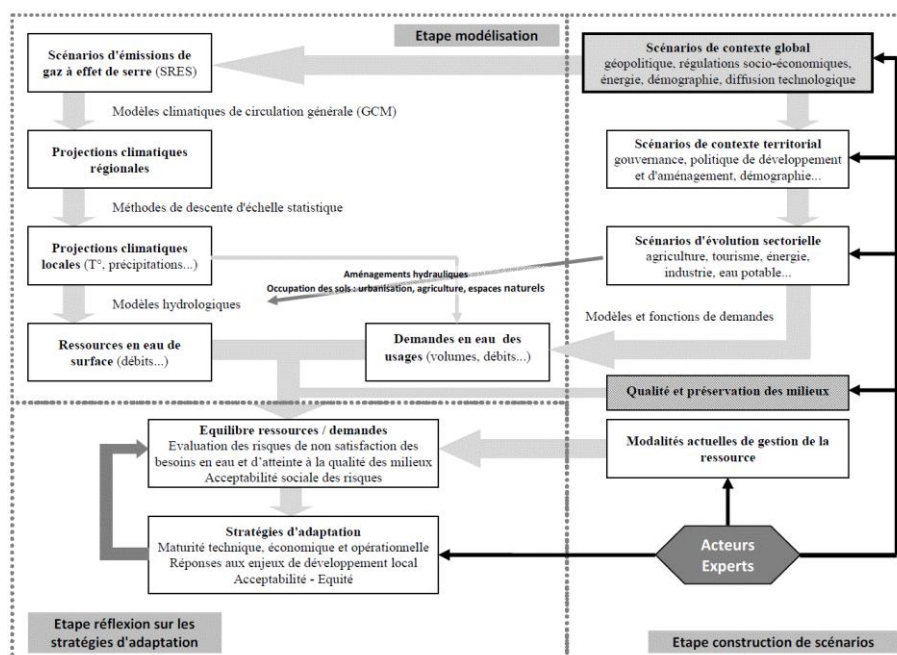 Etape modélisation
Scénarios d'émissions de
gaz à effet de serre (SRES)
Modèles climatiques de circulation générale (GCM)
Projections climatiques
régionales
Méthodes de descente d'échelle statistique
Projections climatiques
locales (T°, précipitations...)
Aménagements hydrauliques
Occupation des sols : urbanisation, agriculture, espaces naturels
Modèles hydrologiques
Ressources en eau de
surface (débits...)
Demandes en eau des
usages (volumes, débits...)
Scénarios de contexte global
géopolitique, régulations socio-économiques,
énergie, démographie, diffusion technologique
Scénarios de contexte territorial
gouvernance, politique de développement
et d'aménagement, démographie...
Scénarios d'évolution sectorielle
agriculture, tourisme, énergie,
industrie, eau potable...
Modèles et fonctions de demandes
Qualité et préservation des milieux
Modalités actuelles de gestion de la
ressource
Acteurs
Experts
Etape construction de scénarios
Equilibre ressources / demandes
Evaluation des risques de non satisfaction des
besoins en eau et d'atteinte à la qualité des milieux
Acceptabilité sociale des risques
Stratégies d'adaptation
Maturité technique, économique et opérationnelle
Réponses aux enjeux de développement local
Acceptabilité - Equité
Etape réflexion sur les
stratégies d'adaptation